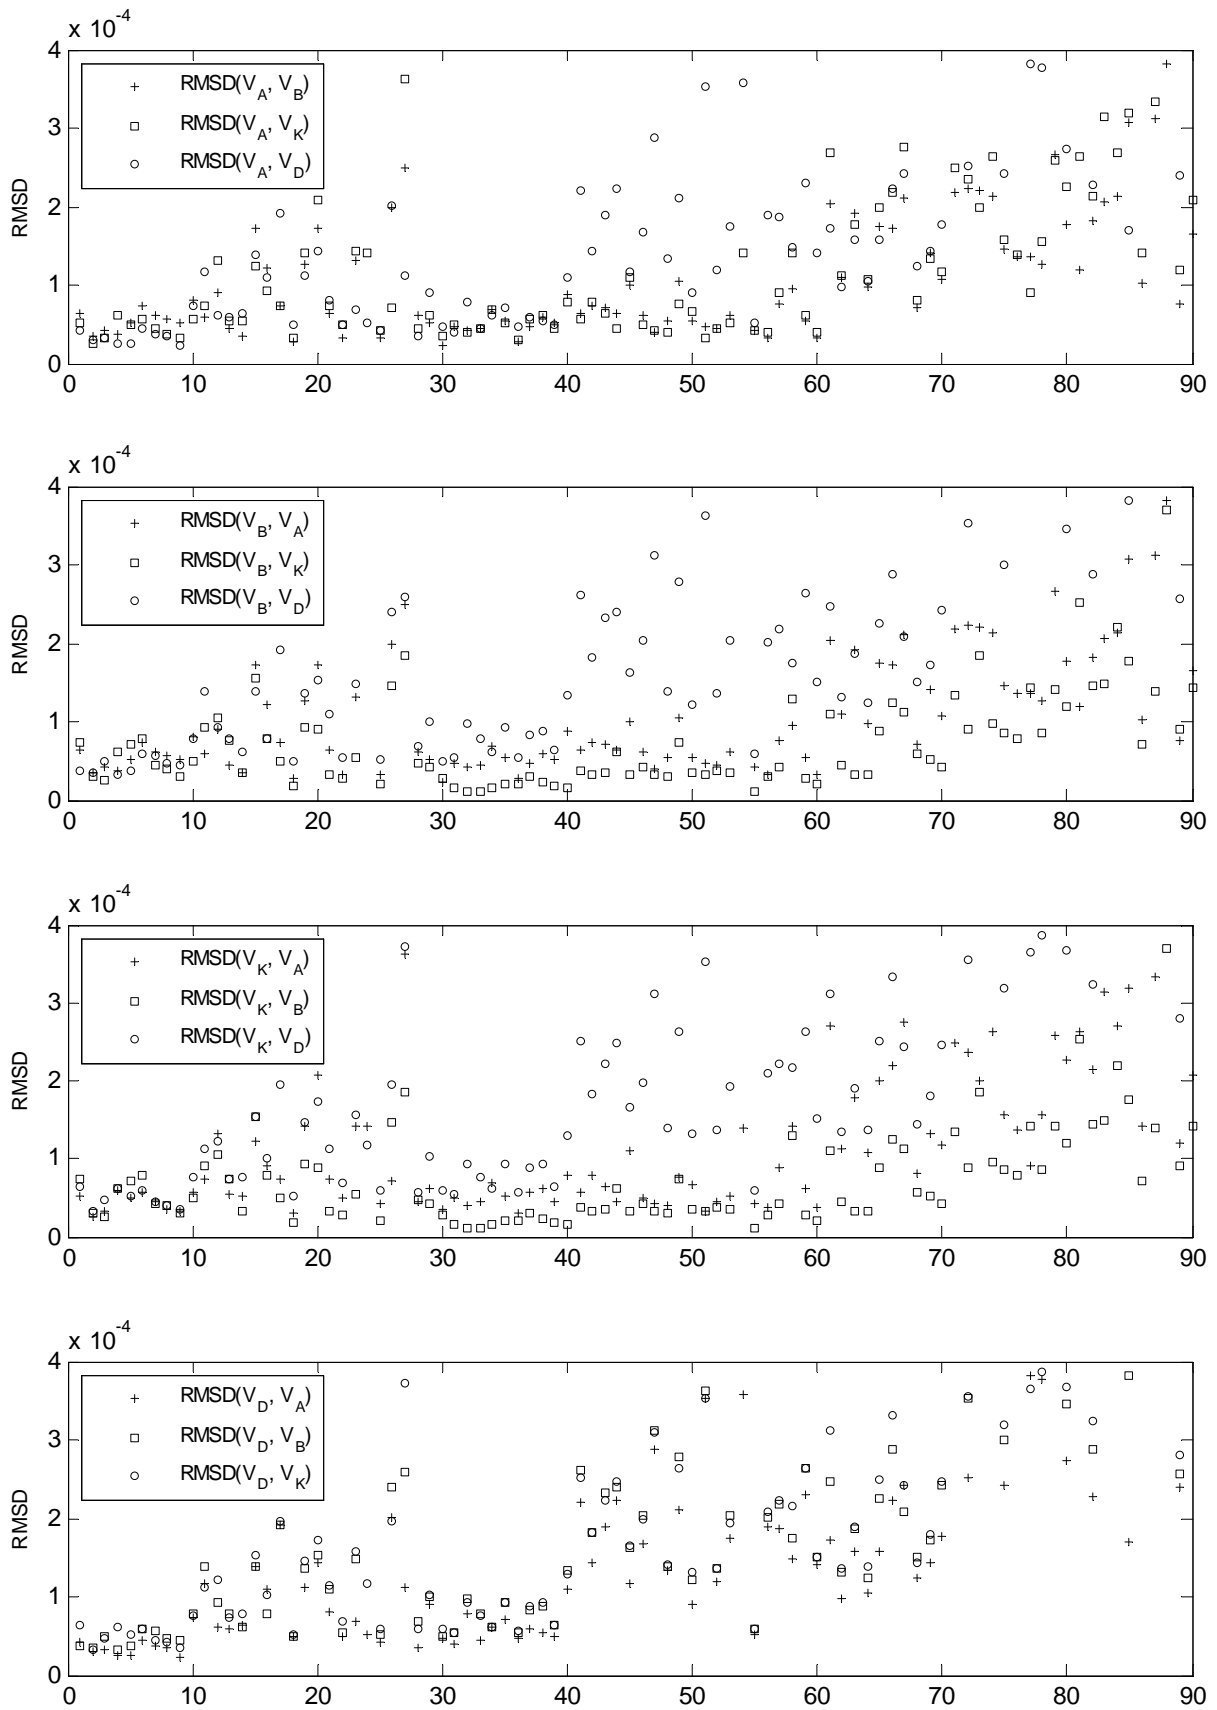 x 10-4
4
RMSD(V_A, V_B)
RMSD(V_A, V_K)
RMSD(V_A, V_D)
3
RMSD
2
1
0
0 10 20 30 40 50 60 70 80 90
x 10-4
4
RMSD(V_B, V_A)
RMSD(V_B, V_K)
RMSD(V_B, V_D)
3
RMSD
2
1
0
0 10 20 30 40 50 60 70 80 90
x 10-4
4
RMSD(V_K, V_A)
RMSD(V_K, V_B)
RMSD(V_K, V_D)
3
RMSD
2
1
0
0 10 20 30 40 50 60 70 80 90
x 10-4
4
RMSD(V_D, V_A)
RMSD(V_D, V_B)
RMSD(V_D, V_K)
3
RMSD
2
1
0
0 10 20 30 40 50 60 70 80 90